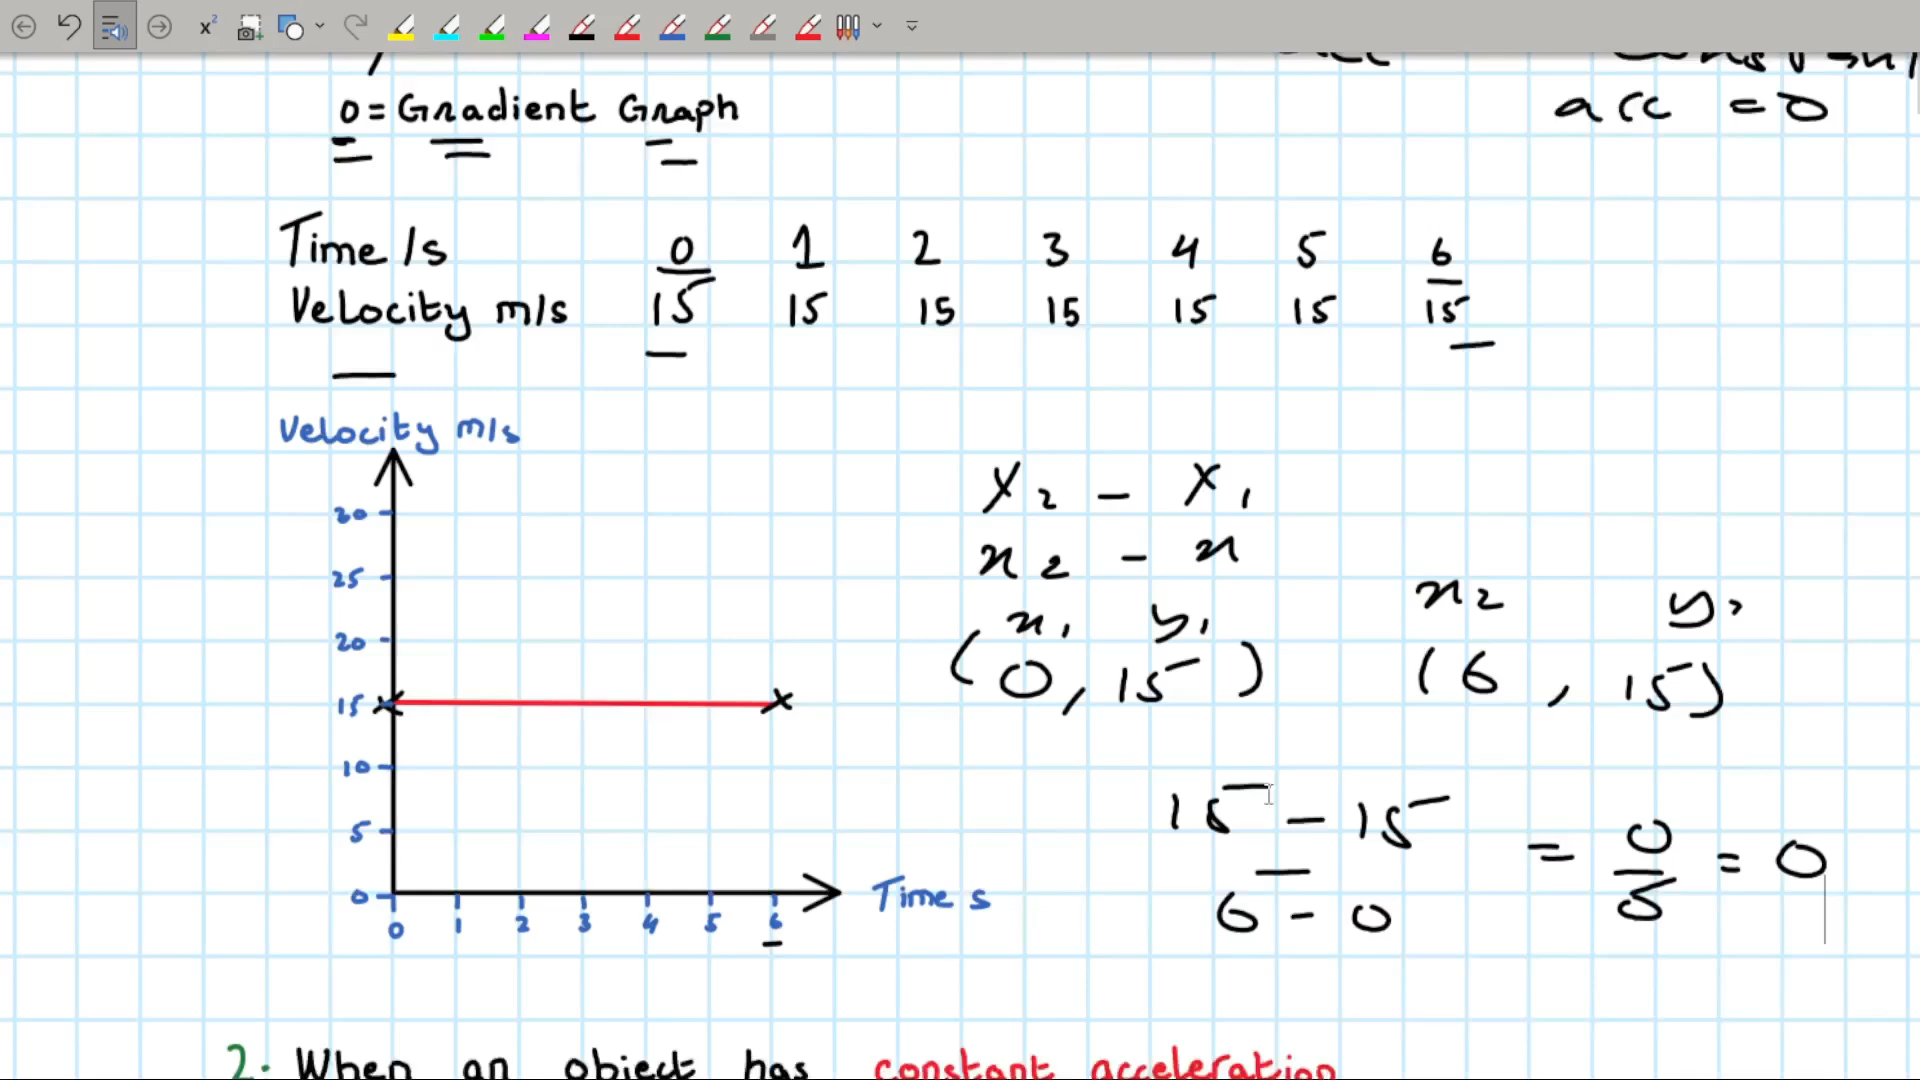 acc = 0
0 = Gradient Graph
Time /s 0 1 2 3 4 5 6
Velocity m/s 15 15 15 15 15 15 15
Velocity m/s
30
25
20
15
10
5
0
0 1 2 3 4 5 6
Time s
X2 - X1
x2 - x
x1 y1
(0, 15)
x2 y2
(6, 15)
15 - 15
6 - 0
= 0/5 = 0
2. When an object has constant acceleration